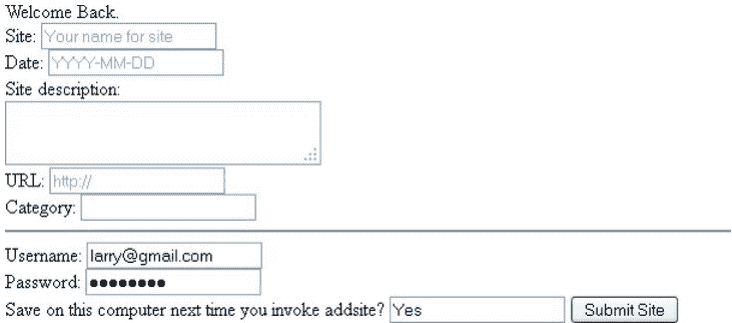 Welcome Back.
Site: Your name for site
Date: YYYY-MM-DD
Site description:
URL: http://
Category:
Username: larry@gmail.com
Password: ●●●●●●●●
Save on this computer next time you invoke addsite? Yes Submit Site